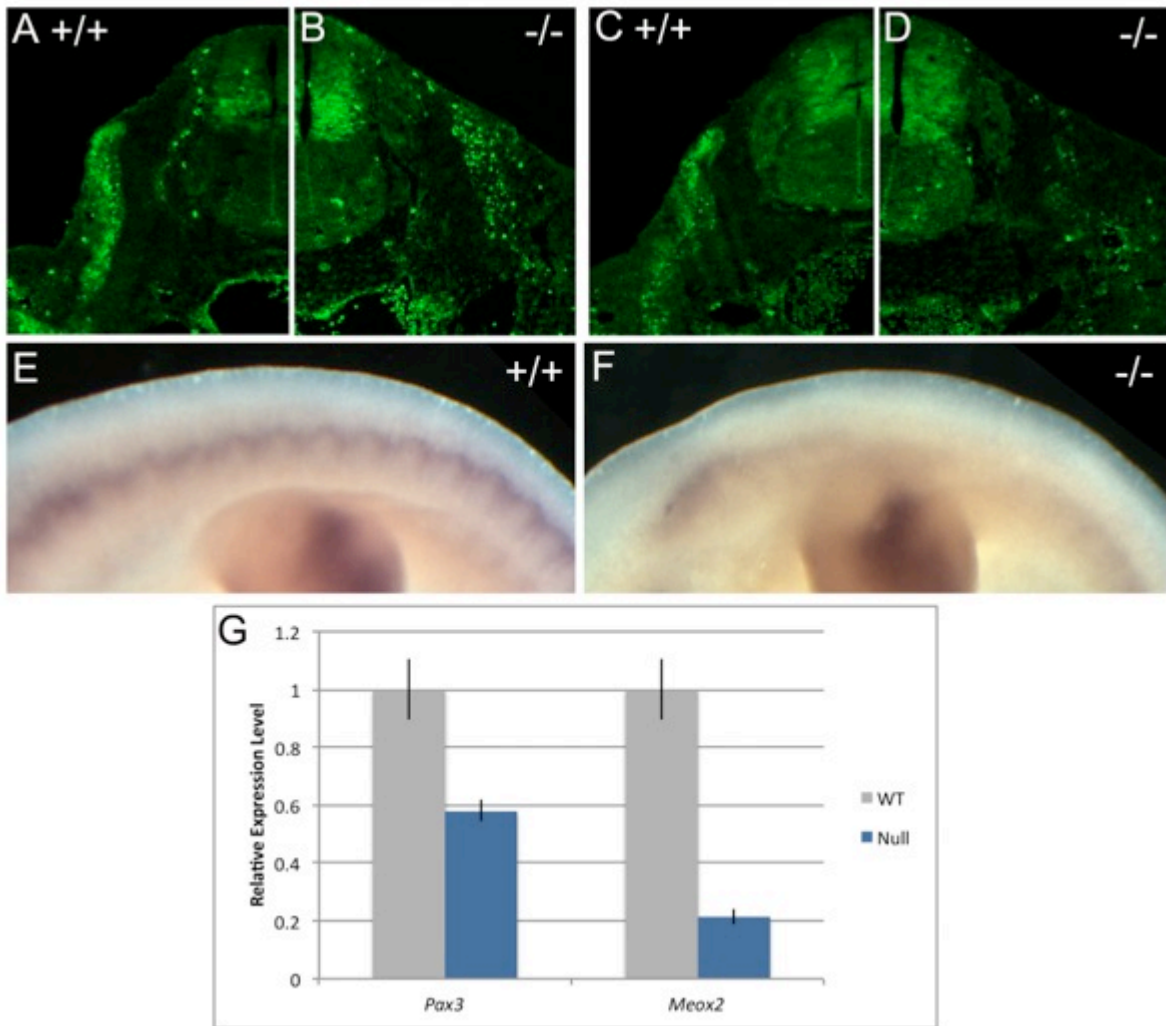 A +/+
B -/-
C +/+
D -/-
E +/+
F -/-
G
1.2
1
0.8
0.6
0.4
0.2
0
Relative Expression Level
Pax3
Meox2
WT
Null